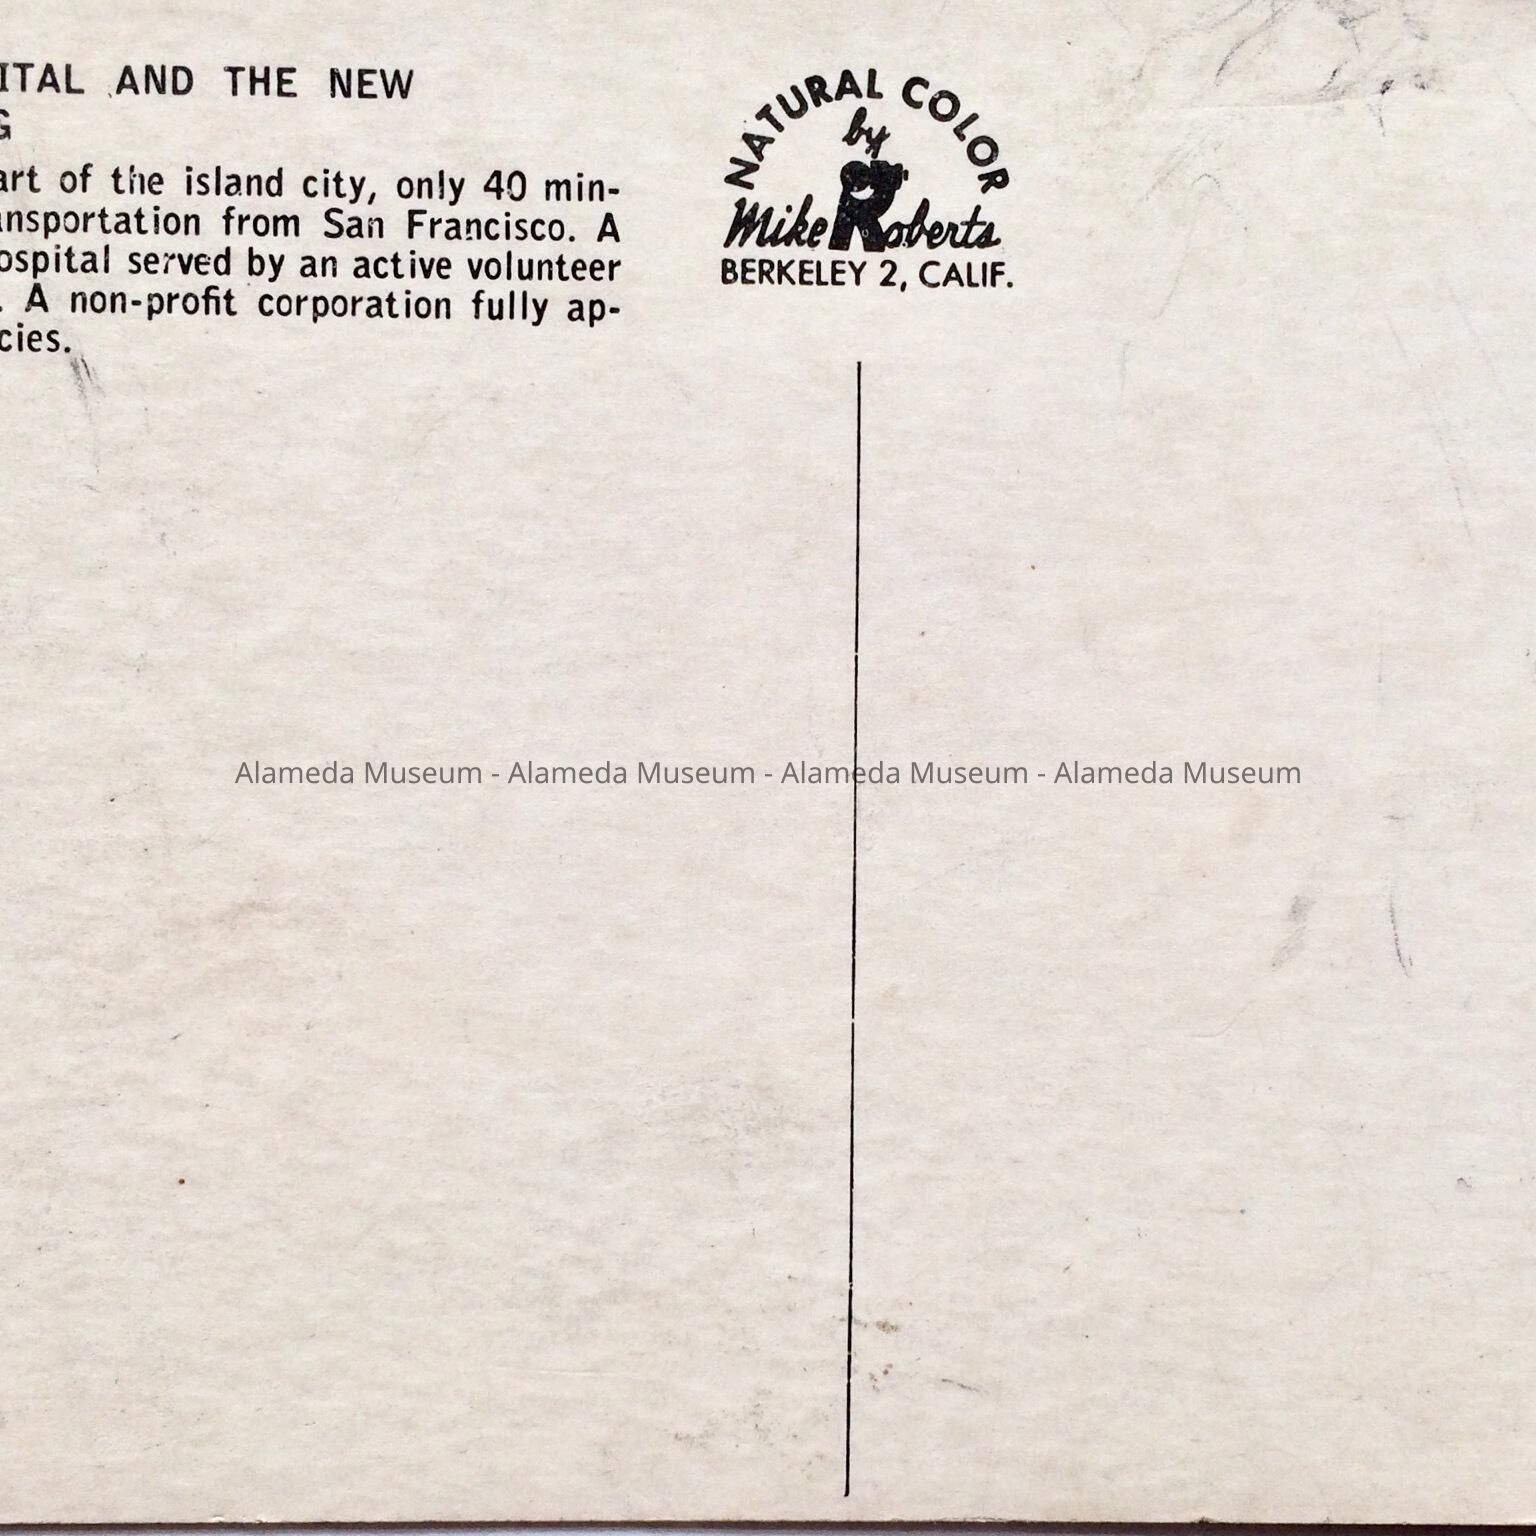 ITAL AND THE NEW
G
art of the island city, only 40 min-
ansportation from San Francisco. A
ospital served by an active volunteer
. A non-profit corporation fully ap-
cies.
NATURAL COLOR
by
Mike Roberts
BERKELEY 2, CALIF.
Alameda Museum - Alameda Museum - Alameda Museum - Alameda Museum